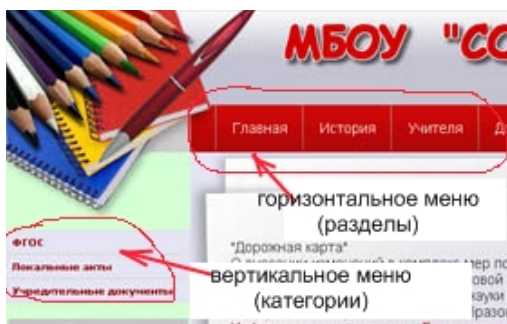 МБОУ "СО
Главная История Учителя Д
горизонтальное меню
(разделы)
ФГОС
Локальные акты
Учредительные документы
"Дорожная карта"
вертикальное меню
(категории)